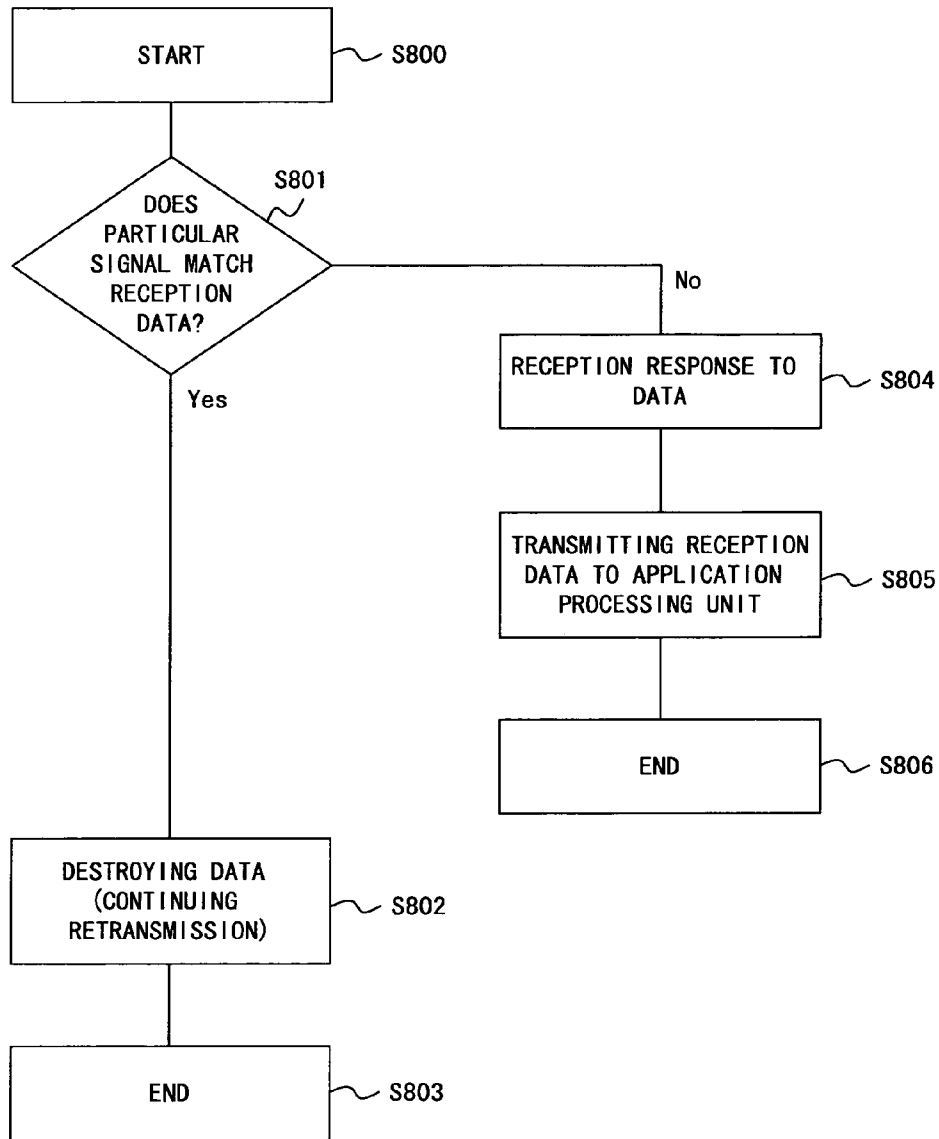 START
S800
S801
DOES
PARTICULAR
SIGNAL MATCH
RECEPTION
DATA?
No
Yes
RECEPTION RESPONSE TO
DATA
S804
TRANSMITTING RECEPTION
DATA TO APPLICATION
PROCESSING UNIT
S805
END
S806
DESTROYING DATA
(CONTINUING
RETRANSMISSION)
S802
END
S803